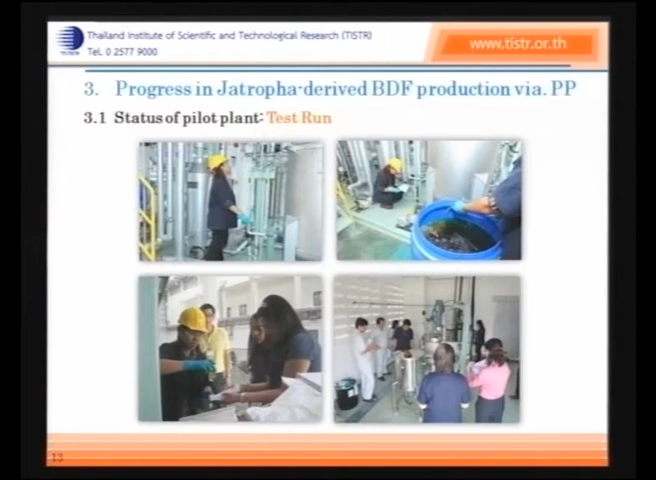 Thailand Institute of Scientific and Technological Research (TISTR)
Tel. 0 2577 9000
www.tistr.or.th
3. Progress in Jatropha-derived BDF production via. PP
3.1 Status of pilot plant: Test Run
13